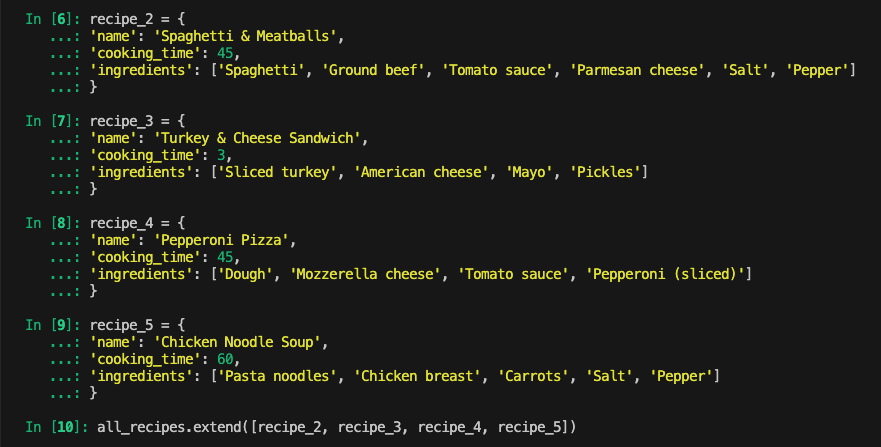 In [6]: recipe_2 = {
   ...: 'name': 'Spaghetti & Meatballs',
   ...: 'cooking_time': 45,
   ...: 'ingredients': ['Spaghetti', 'Ground beef', 'Tomato sauce', 'Parmesan cheese', 'Salt', 'Pepper']
   ...: }
In [7]: recipe_3 = {
   ...: 'name': 'Turkey & Cheese Sandwich',
   ...: 'cooking_time': 3,
   ...: 'ingredients': ['Sliced turkey', 'American cheese', 'Mayo', 'Pickles']
   ...: }
In [8]: recipe_4 = {
   ...: 'name': 'Pepperoni Pizza',
   ...: 'cooking_time': 45,
   ...: 'ingredients': ['Dough', 'Mozzerella cheese', 'Tomato sauce', 'Pepperoni (sliced)']
   ...: }
In [9]: recipe_5 = {
   ...: 'name': 'Chicken Noodle Soup',
   ...: 'cooking_time': 60,
   ...: 'ingredients': ['Pasta noodles', 'Chicken breast', 'Carrots', 'Salt', 'Pepper']
   ...: }
In [10]: all_recipes.extend([recipe_2, recipe_3, recipe_4, recipe_5])